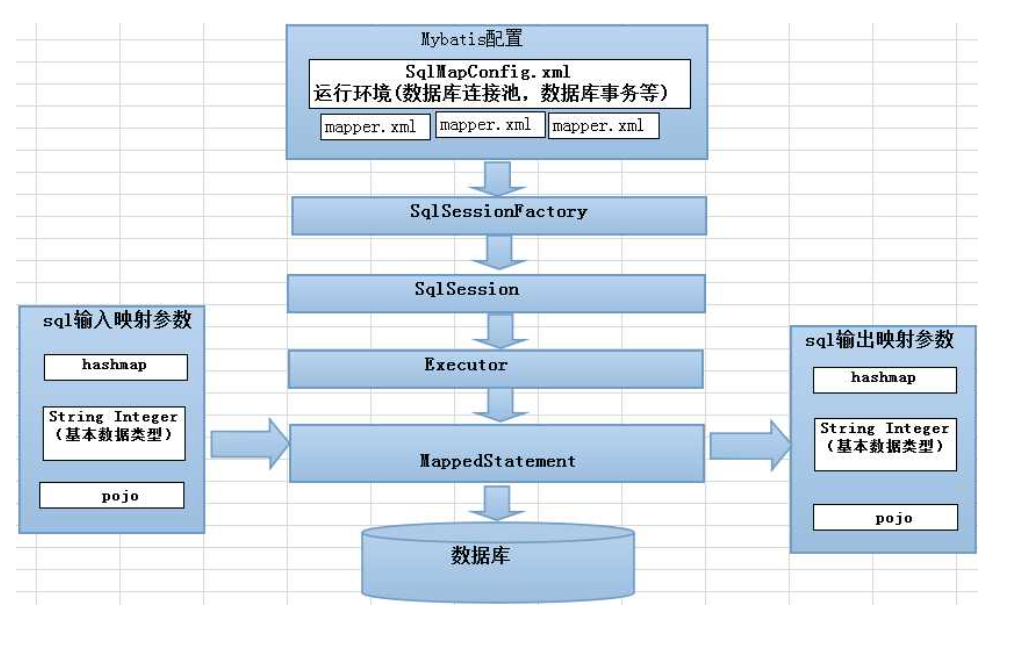 Mybatis配置
SqlMapConfig.xml
运行环境(数据库连接池，数据库事务等)
mapper.xml mapper.xml mapper.xml
SqlSessionFactory
SqlSession
sql输入映射参数
hashmap
String Integer
(基本数据类型)
pojo
Executor
MappedStatement
数据库
sql输出映射参数
hashmap
String Integer
(基本数据类型)
pojo